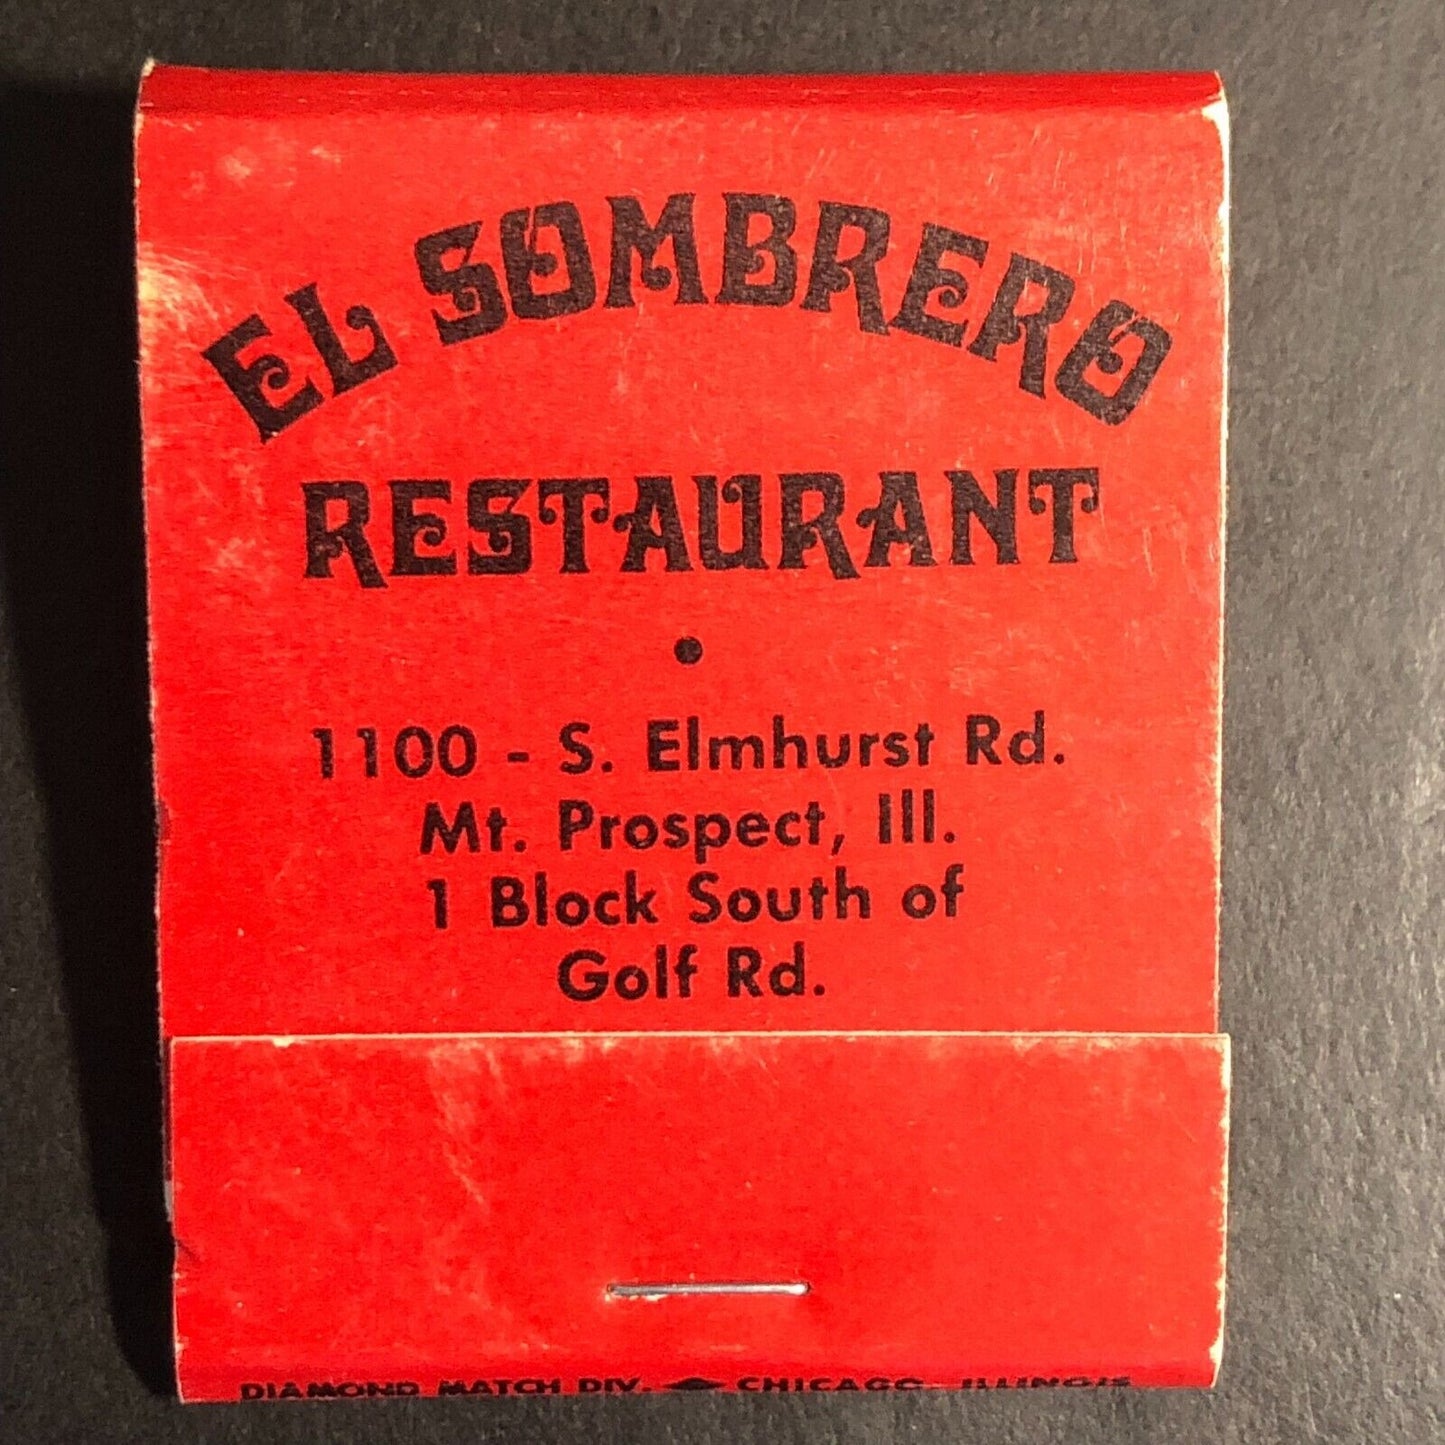 EL SOMBRERO
RESTAURANT
•
1100 - S. Elmhurst Rd.
Mt. Prospect, Ill.
1 Block South of
Golf Rd.
DIAMOND MATCH DIV. CHICAGO, ILLINOIS